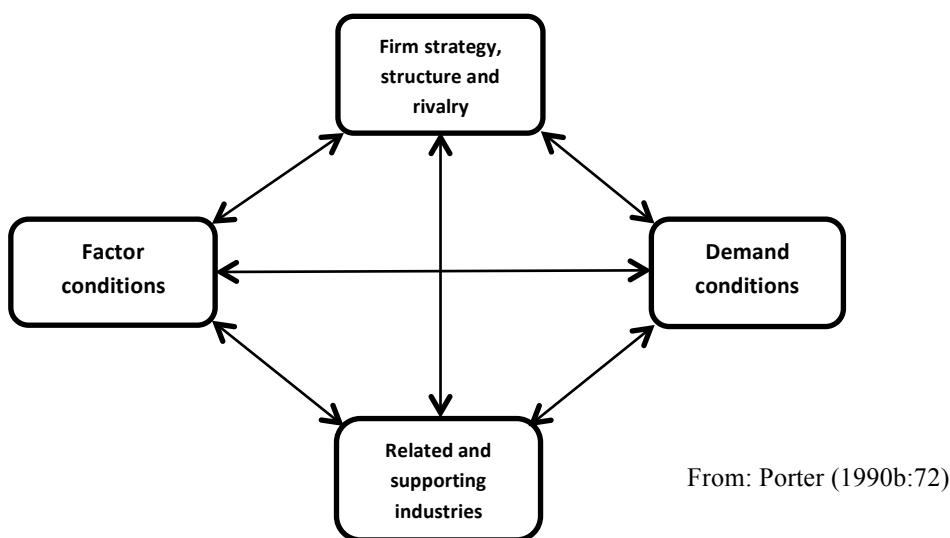 Firm strategy,
structure and
rivalry
Factor
conditions
Demand
conditions
Related and
supporting
industries
From: Porter (1990b:72)